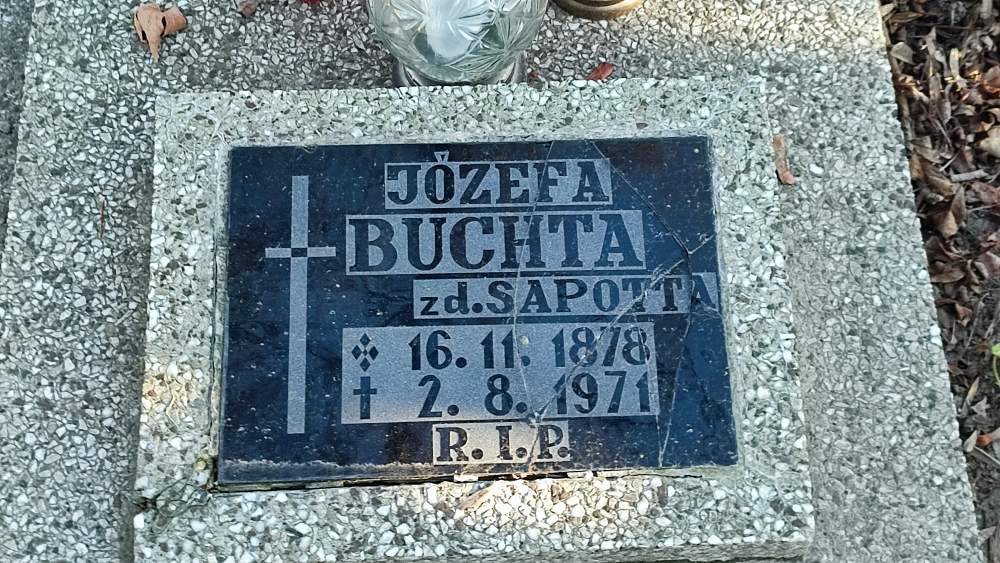 JÓZEFA
BUCHTA
zd. SAPOTTA
16. 11. 1878
2. 8. 1971
R. I. P.